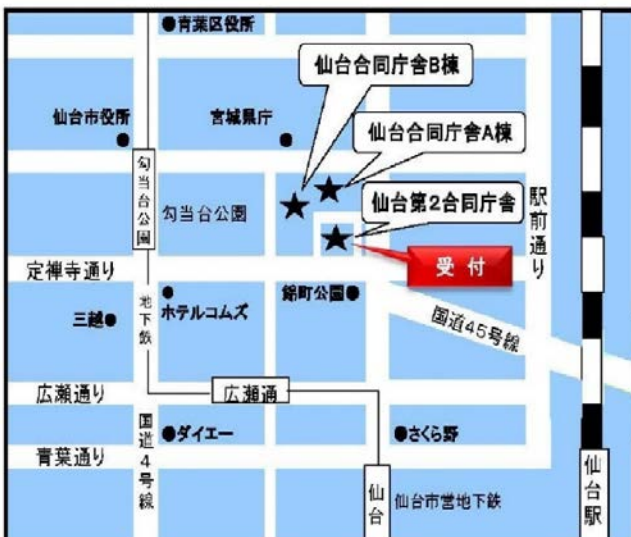 青葉区役所
仙台合同庁舎B棟
仙台市役所
宮城県庁
仙台合同庁舎A棟
勾当台公園
勾当台公園
仙台第2合同庁舎
駅前通り
受付
定禅寺通り
地下鉄
ホテルコムズ
錦町公園
三越
国道45号線
広瀬通り
広瀬通
国道4号線
ダイエー
さくら野
青葉通り
仙台
仙台市営地下鉄
仙台駅